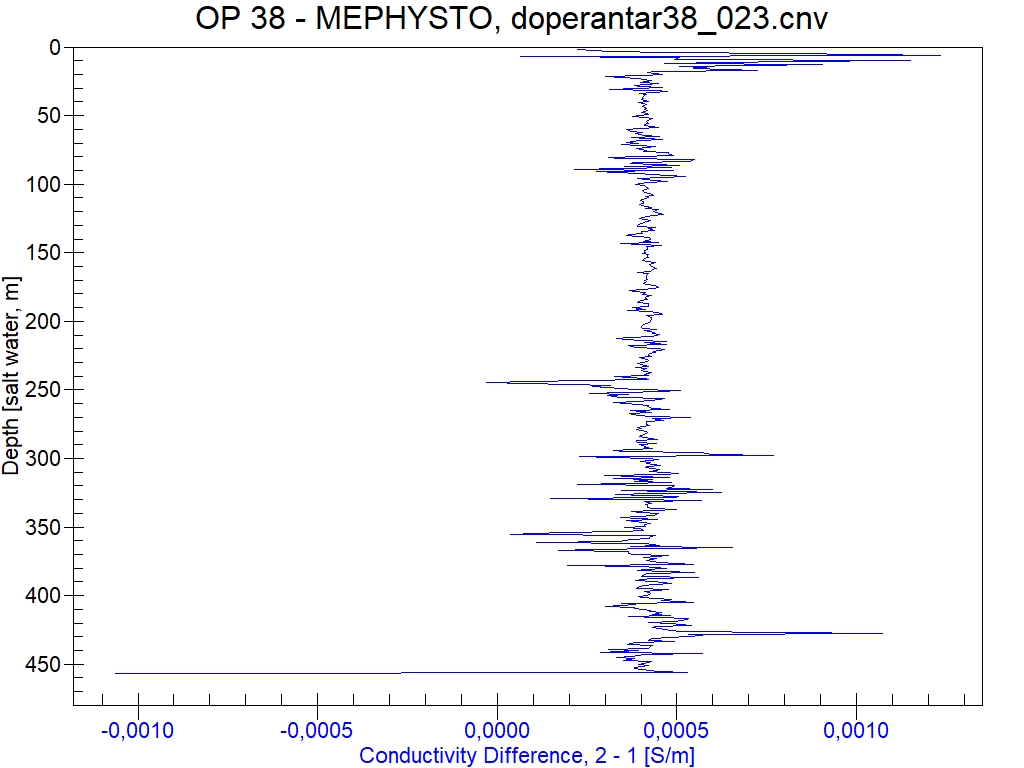 OP 38 - MEPHYSTO, doperantar38_023.cnv
0
50
100
150
200
250
300
350
400
450
Depth [salt water, m]
-0,0010 -0,0005 0,0000 0,0005 0,0010
Conductivity Difference, 2 - 1 [S/m]